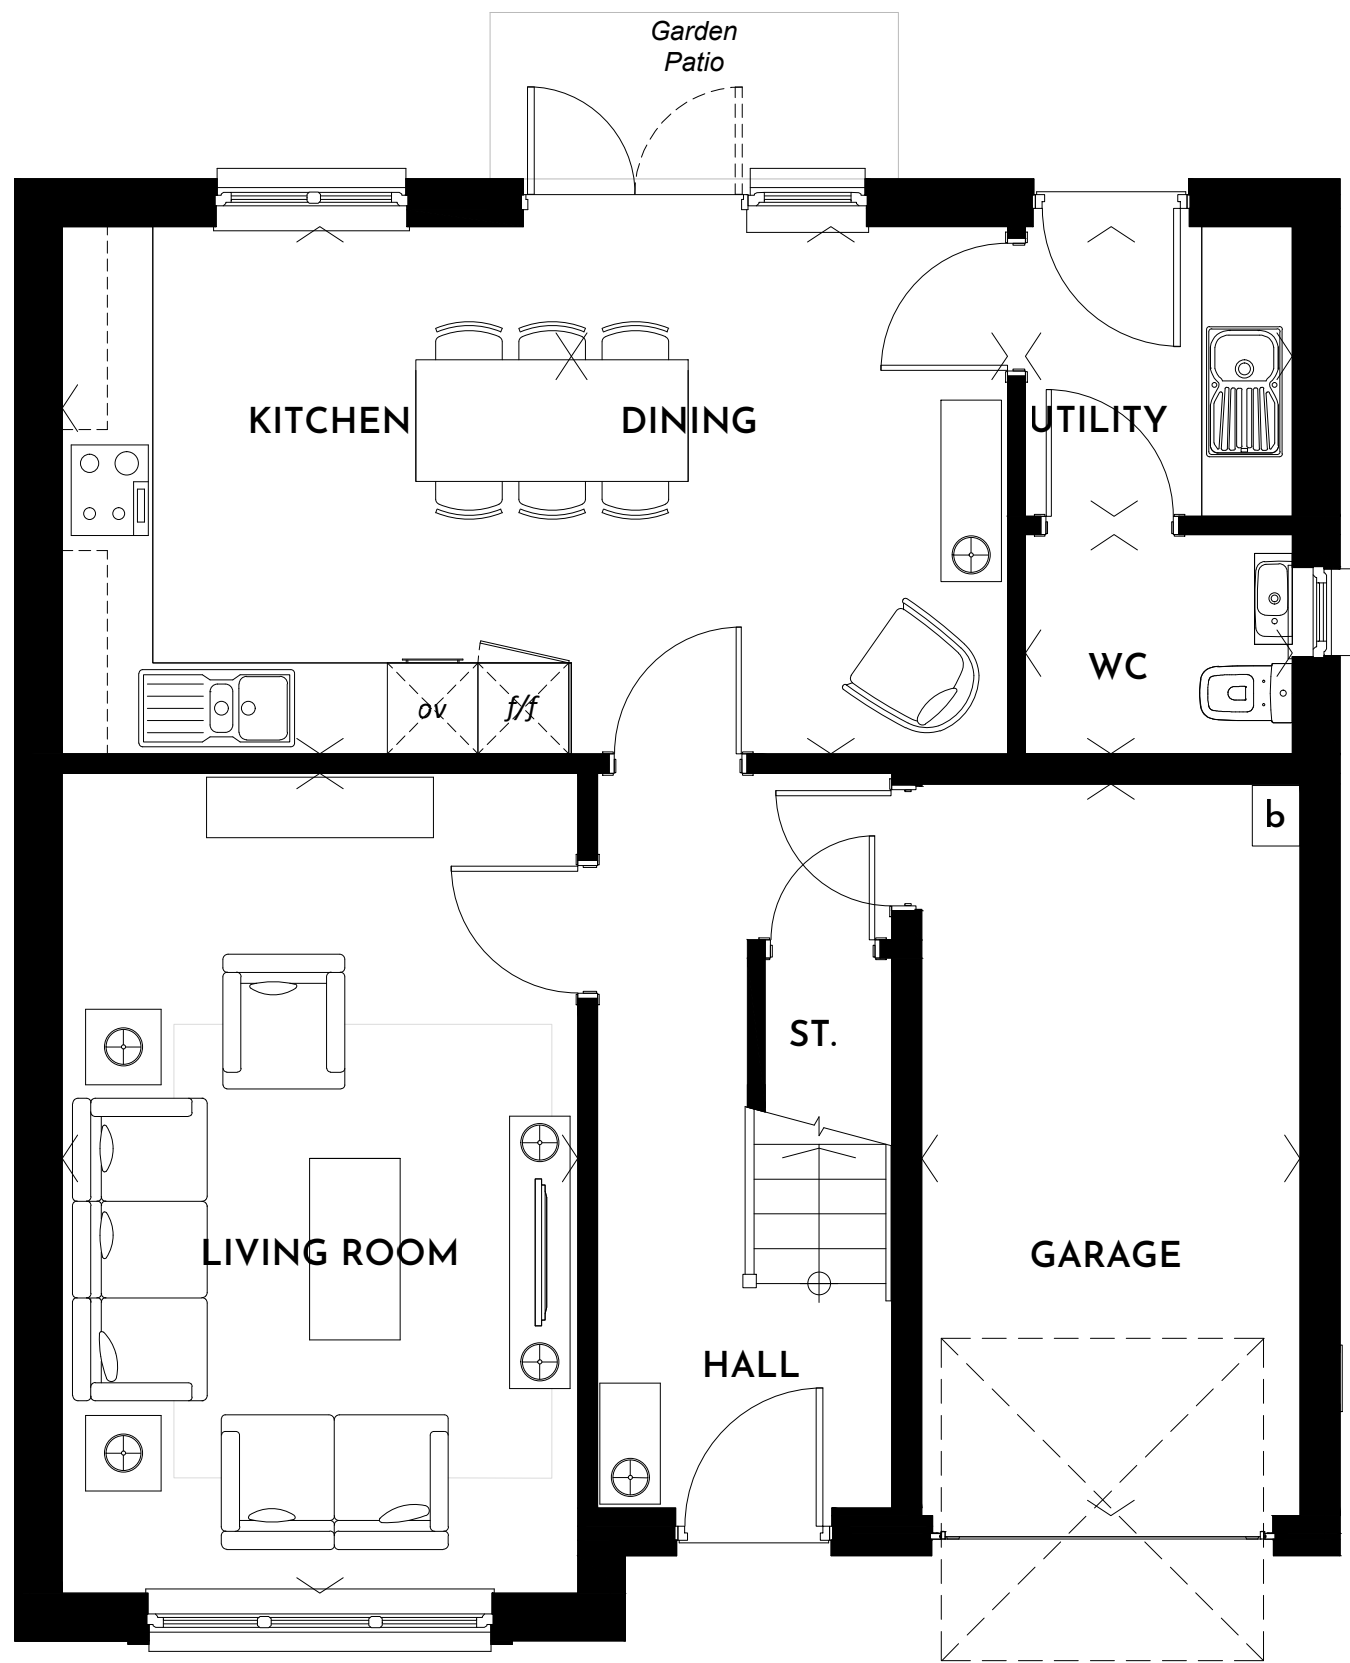 Garden
Patio
KITCHEN
DINING
UTILITY
WC
ov
f/f
b
ST.
LIVING ROOM
GARAGE
HALL